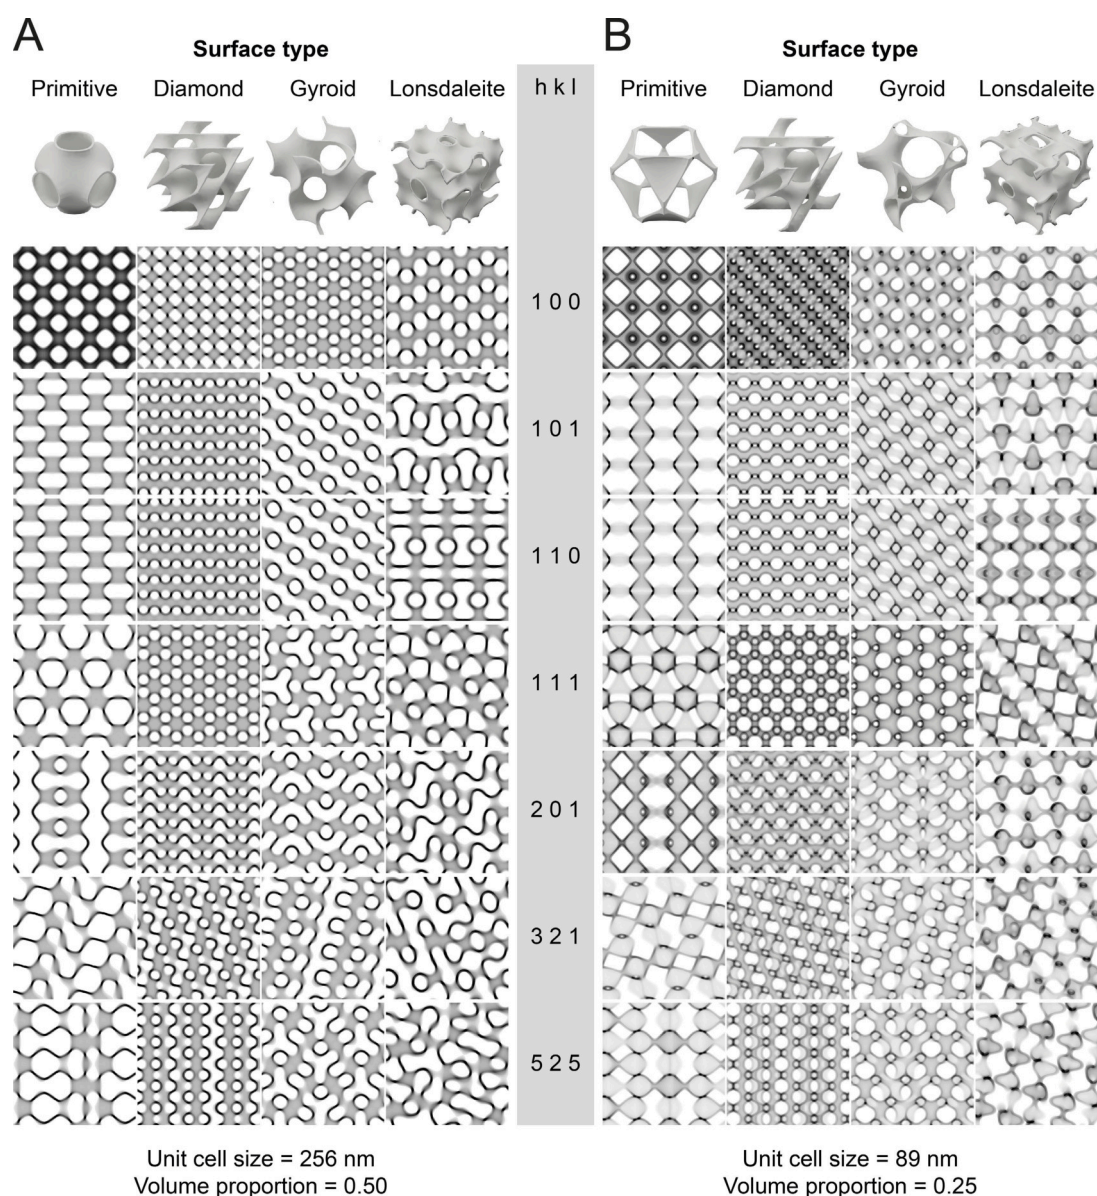 A
Surface type
Primitive Diamond Gyroid Lonsdaleite
h k l
B
Surface type
Primitive Diamond Gyroid Lonsdaleite
1 0 0
1 0 1
1 1 0
1 1 1
2 0 1
3 2 1
5 2 5
Unit cell size = 256 nm
Volume proportion = 0.50
Unit cell size = 89 nm
Volume proportion = 0.25